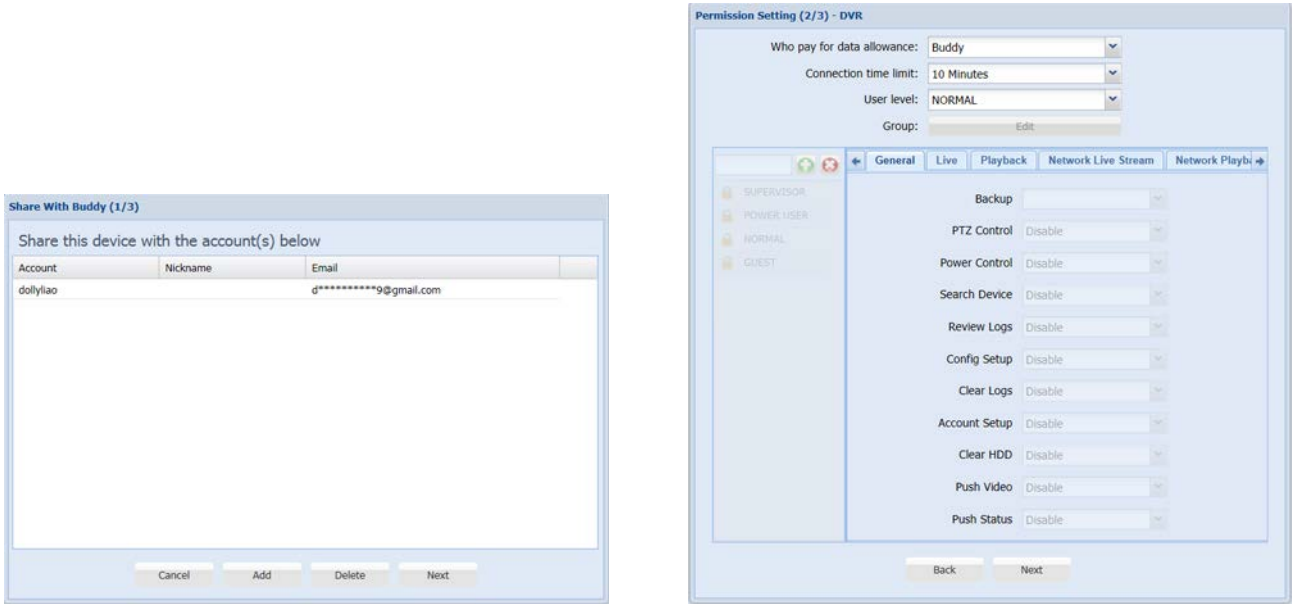 Share With Buddy (1/3)
Share this device with the account(s) below
Account Nickname Email
dollyliao d**********9@gmail.com
Cancel Add Delete Next
Permission Setting (2/3) - DVR
Who pay for data allowance: Buddy
Connection time limit: 10 Minutes
User level: NORMAL
Group: Edit
General Live Playback Network Live Stream Network Playba
SUPERVISOR
POWER USER
NORMAL
GUEST
Backup
PTZ Control Disable
Power Control Disable
Search Device Disable
Review Logs Disable
Config Setup Disable
Clear Logs Disable
Account Setup Disable
Clear HDD Disable
Push Video Disable
Push Status Disable
Back Next